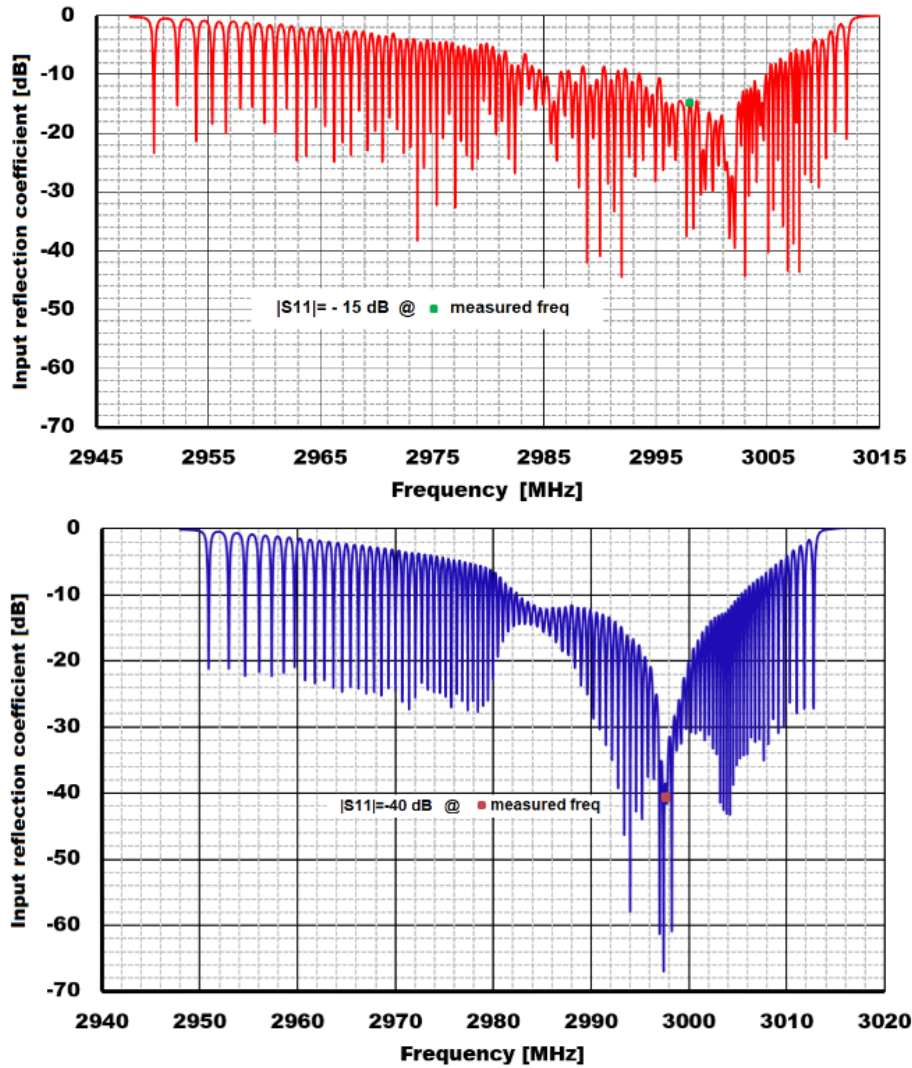 Input reflection coefficient [dB]
0
-10
-20
-30
-40
-50
-60
-70
|S11|= - 15 dB @ measured freq
2945 2955 2965 2975 2985 2995 3005 3015
Frequency [MHz]
Input reflection coefficient [dB]
0
-10
-20
-30
-40
-50
-60
-70
|S11|=-40 dB @ measured freq
2940 2950 2960 2970 2980 2990 3000 3010 3020
Frequency [MHz]